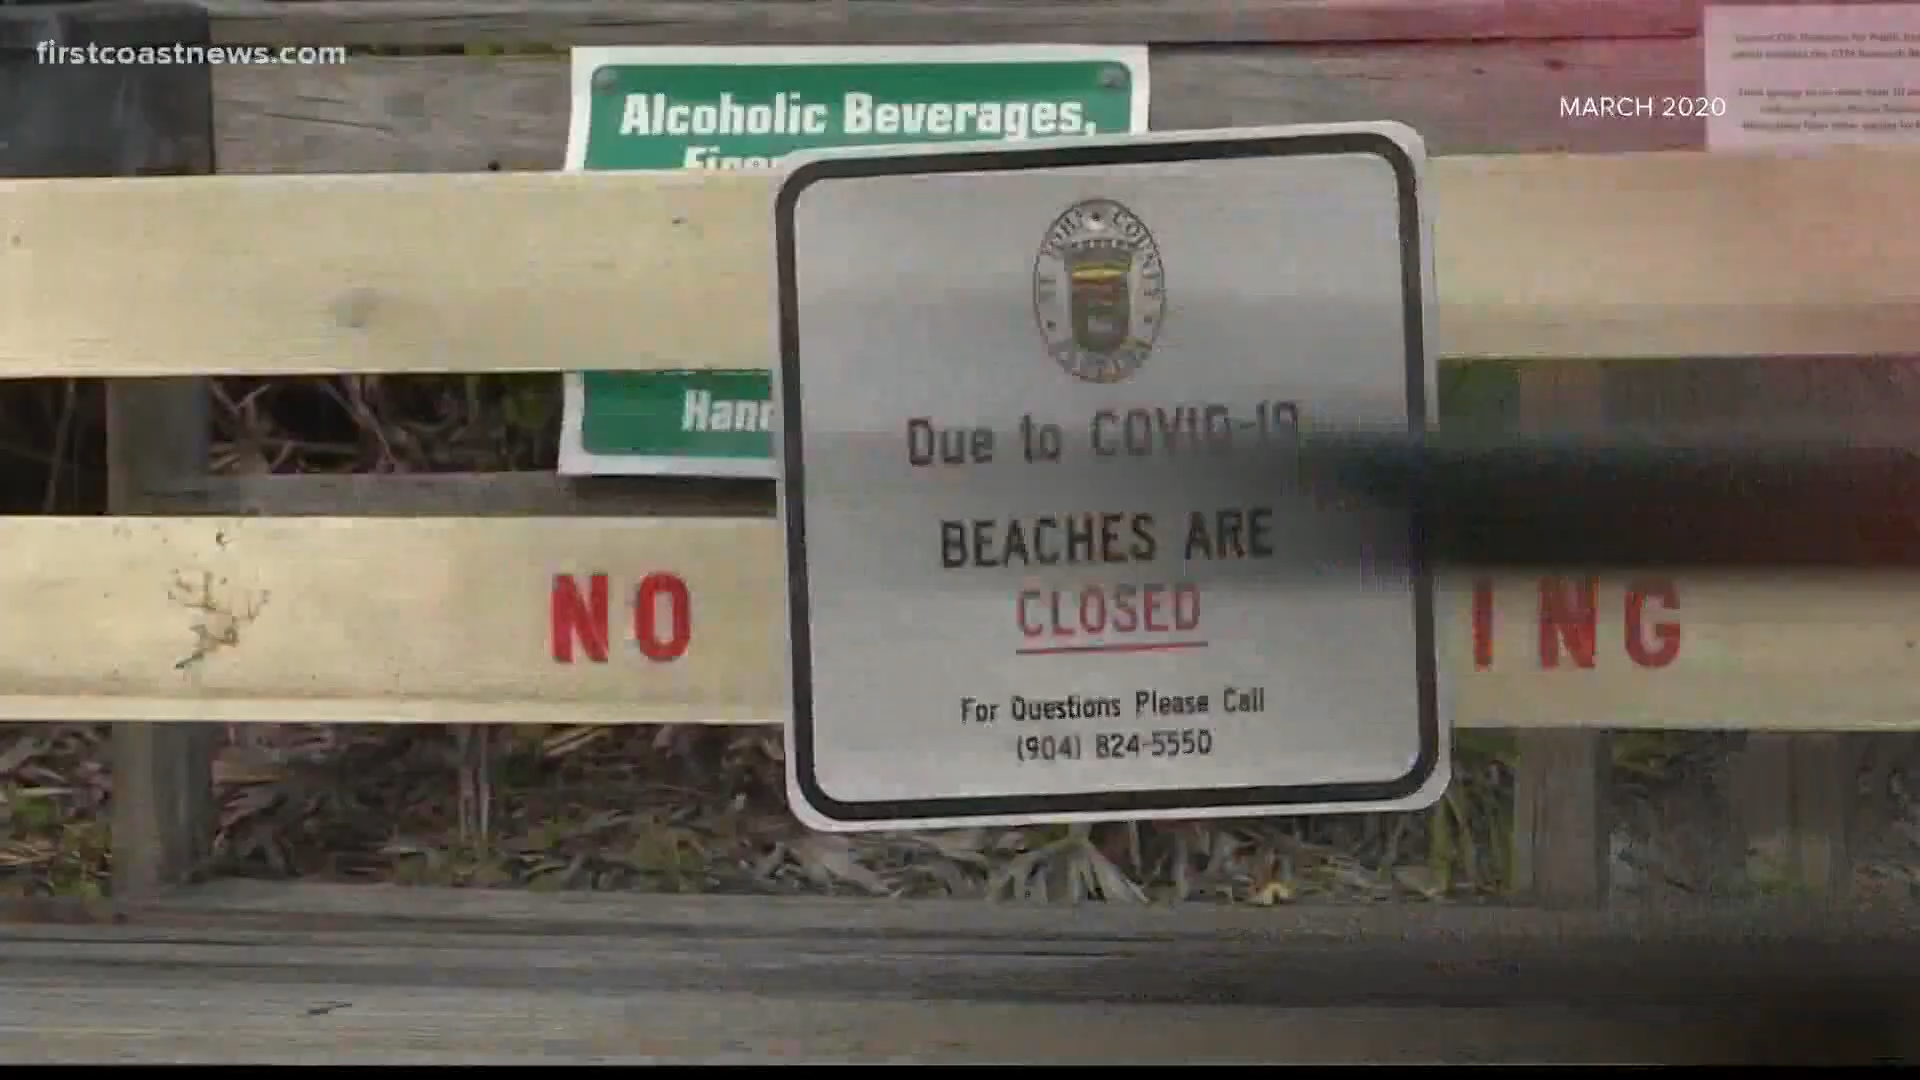 firstcoastnews.com
MARCH 2020
Alcoholic Beverages,
Hand
Due to COVID-19
BEACHES ARE
CLOSED
For Questions Please Call
(904) 824-5550
NO ING